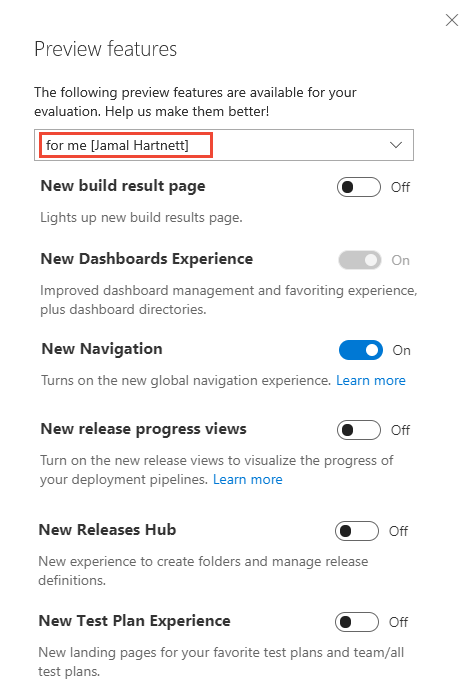 Preview features
The following preview features are available for your
evaluation. Help us make them better!
for me [Jamal Hartnett]
New build result page Off
Lights up new build results page.
New Dashboards Experience On
Improved dashboard management and favoriting experience,
plus dashboard directories.
New Navigation On
Turns on the new global navigation experience. Learn more
New release progress views Off
Turn on the new release views to visualize the progress of
your deployment pipelines. Learn more
New Releases Hub Off
New experience to create folders and manage release
definitions.
New Test Plan Experience Off
New landing pages for your favorite test plans and team/all
test plans.